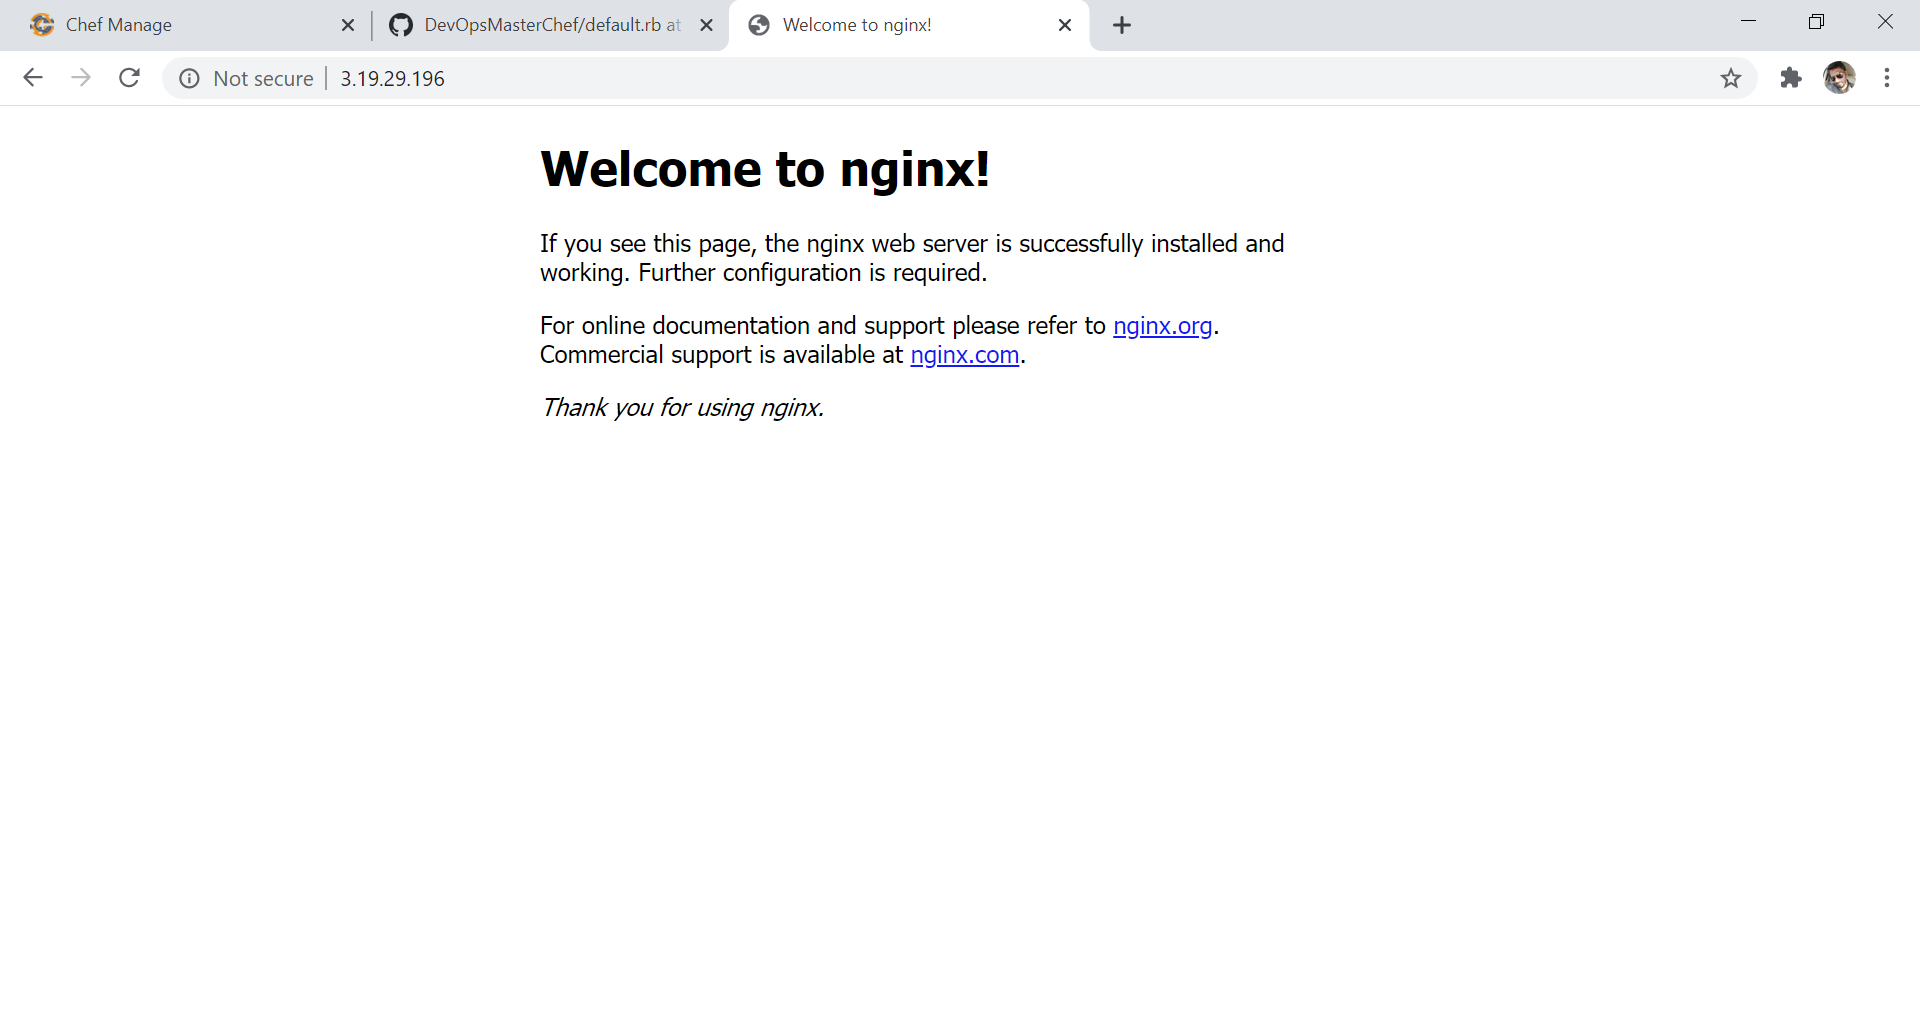 Chef Manage
DevOpsMasterChef/default.rb at
Welcome to nginx!
Not secure
3.19.29.196
Welcome to nginx!
If you see this page, the nginx web server is successfully installed and
working. Further configuration is required.
For online documentation and support please refer to nginx.org.
Commercial support is available at nginx.com.
Thank you for using nginx.